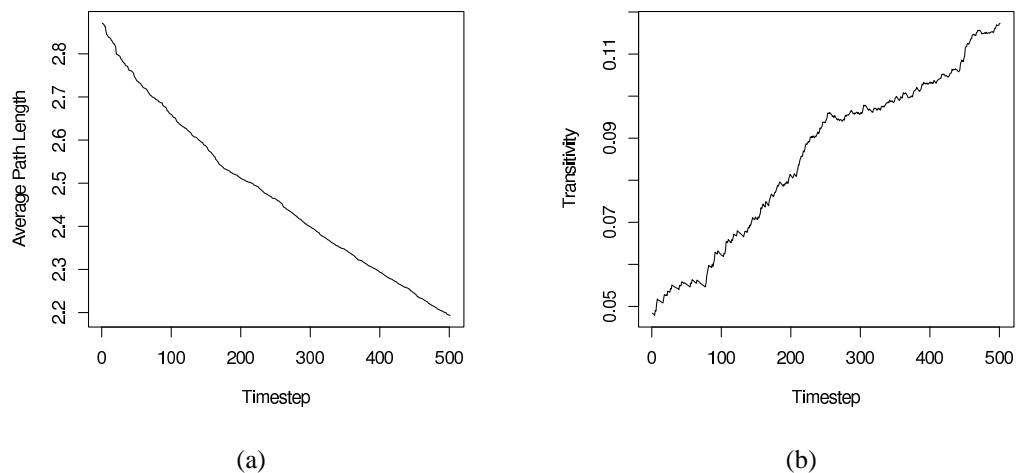 Average Path Length
2.2 2.3 2.4 2.5 2.6 2.7 2.8
0 100 200 300 400 500
Timestep
(a)
Transitivity
0.05 0.07 0.09 0.11
0 100 200 300 400 500
Timestep
(b)